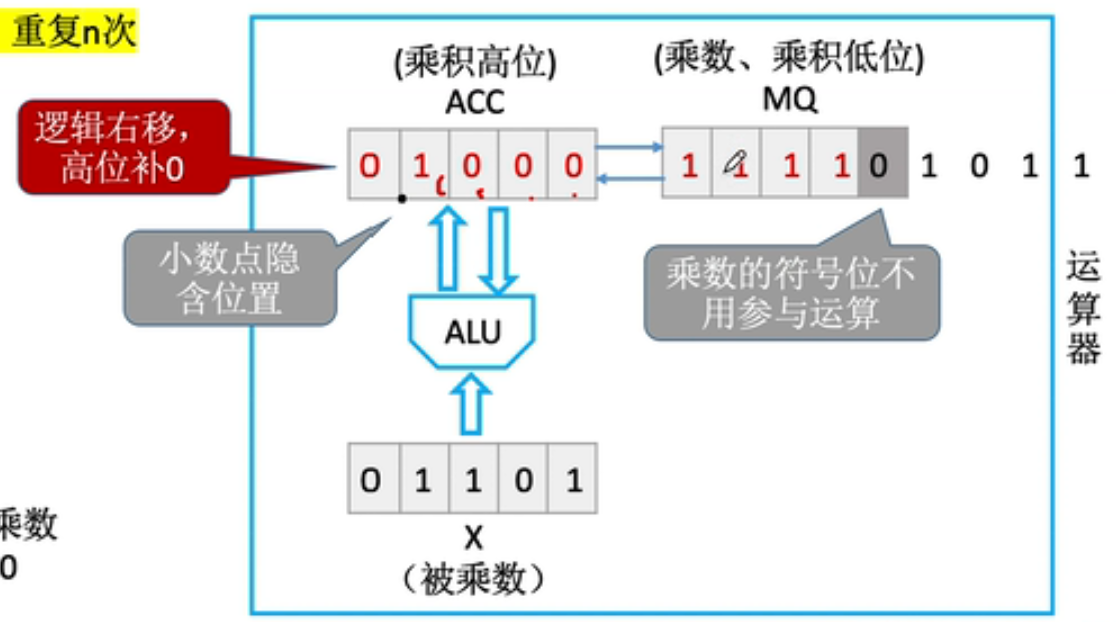 重复n次
(乘积高位)
ACC
(乘数、乘积低位)
MQ
逻辑右移，
高位补0
0 1 0 0 0
1 1 1 1 0 1 0 1 1
小数点隐
含位置
乘数的符号位不
用参与运算
ALU
运
算
器
0 1 1 0 1
X
（被乘数）
乘数
0